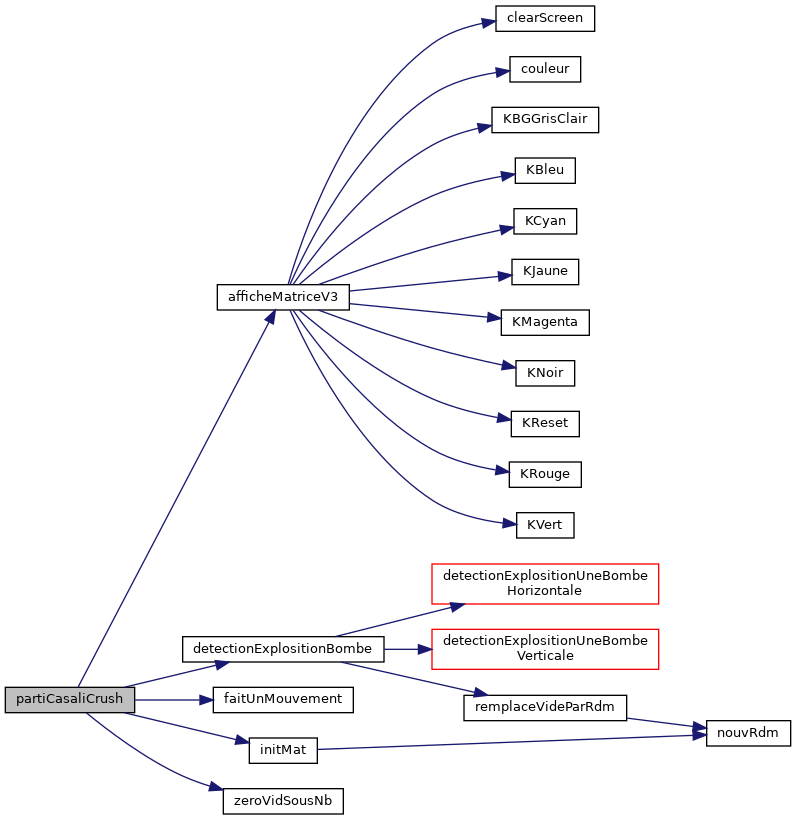 clearScreen
couleur
KBGGrisClair
KBleu
KCyan
KJaune
afficheMatriceV3
KMagenta
KNoir
KReset
KRouge
KVert
detectionExplositionUneBombe
Horizontale
detectionExplositionBombe
detectionExplositionUneBombe
Verticale
partiCasaliCrush
faitUnMouvement
remplaceVideParRdm
nouvRdm
initMat
zeroVidSousNb